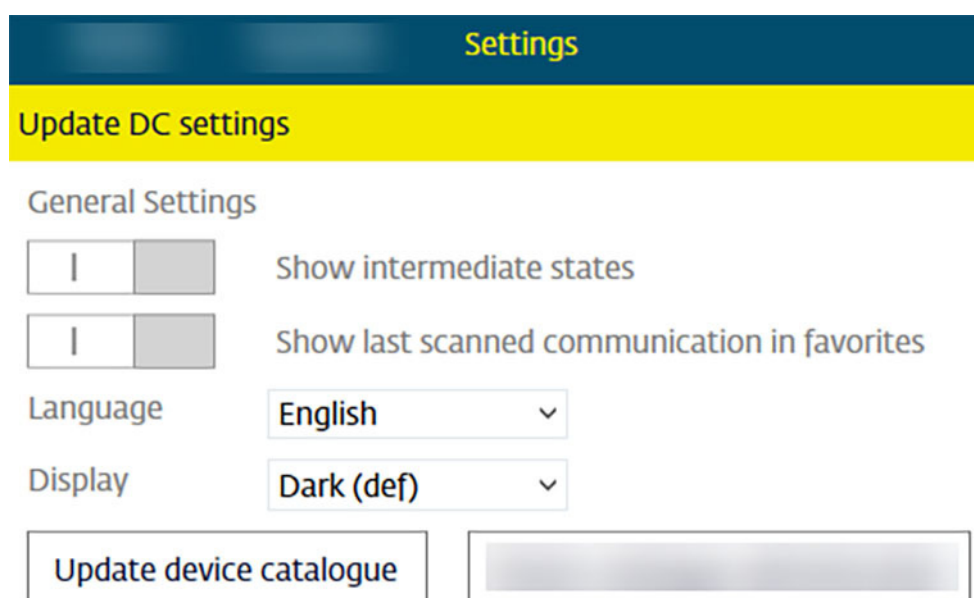 Settings
Update DC settings
General Settings
Show intermediate states
Show last scanned communication in favorites
Language English
Display Dark (def)
Update device catalogue